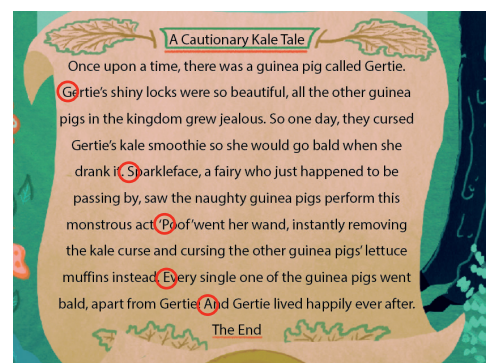 A Cautionary Kale Tale
Once upon a time, there was a guinea pig called Gertie.
Gertie's shiny locks were so beautiful, all the other guinea
pigs in the kingdom grew jealous. So one day, they cursed
Gertie's kale smoothie so she would go bald when she
drank it. Sparkleface, a fairy who just happened to be
passing by, saw the naughty guinea pigs perform this
monstrous act. 'Poof' went her wand, instantly removing
the kale curse and cursing the other guinea pigs' lettuce
muffins instead. Every single one of the guinea pigs went
bald, apart from Gertie! And Gertie lived happily ever after.
The End